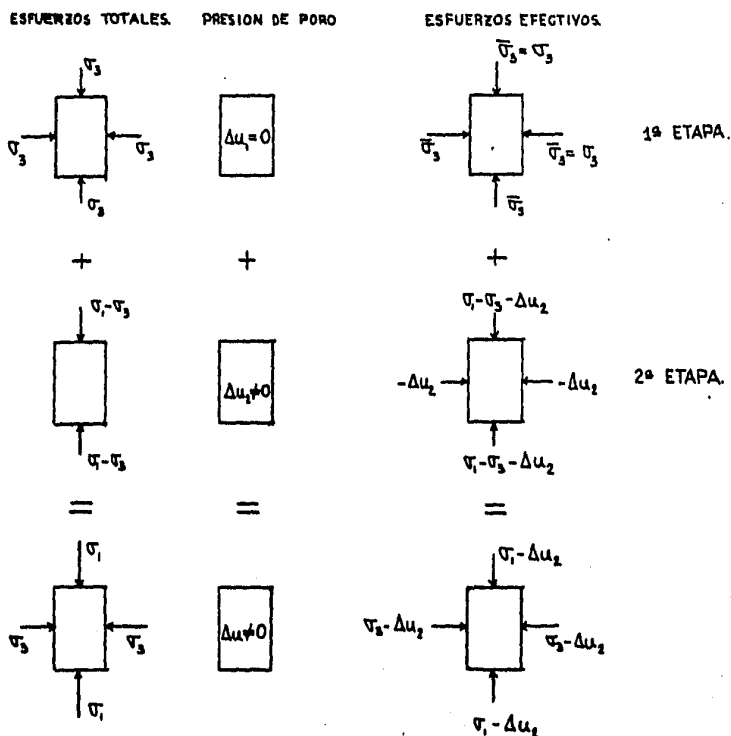 ESFUERZOS TOTALES. PRESION DE PORO ESFUERZOS EFECTIVOS.
σ₃ σ̅₃ = σ₃
σ₃ σ₃ Δu₁=0 σ̅₃ σ̅₃ = σ₃ 1ª ETAPA.
σ₃ σ̅₃
+ + +
σ₁-σ₃ σ₁-σ₃-Δu₂
Δu₂≠0 -Δu₂ -Δu₂ 2ª ETAPA.
σ₁-σ₃ σ₁-σ₃-Δu₂
= = =
σ₁ σ₁-Δu₂
σ₃ σ₃ Δu≠0 σ₃-Δu₂ σ₃-Δu₂
σ₁ σ₁-Δu₂